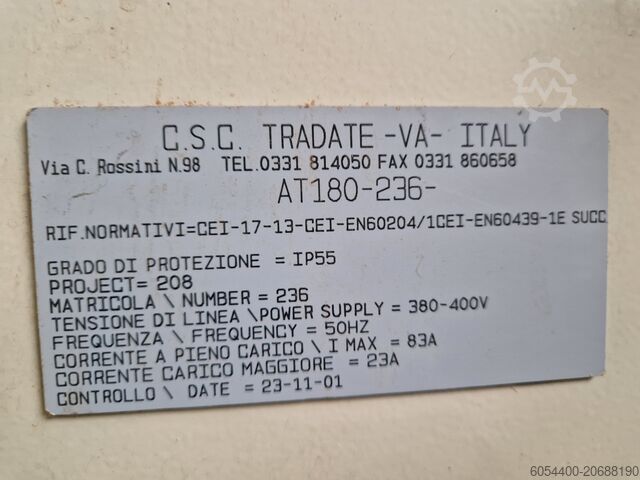 C.S.C. TRADATE -VA- ITALY
Via C. Rossini N.98 TEL.0331 814050 FAX 0331 860658
AT180-236-
RIF.NORMATIVI=CEI-17-13-CEI-EN60204/1CEI-EN60439-1E SUCC
GRADO DI PROTEZIONE = IP55
PROJECT= 208
MATRICOLA \ NUMBER = 236
TENSIONE DI LINEA \POWER SUPPLY = 380-400V
FREQUENZA \ FREQUENCY = 50HZ
CORRENTE A PIENO CARICO \ I MAX = 83A
CORRENTE CARICO MAGGIORE = 23A
CONTROLLO \ DATE = 23-11-01
6054400-20688190